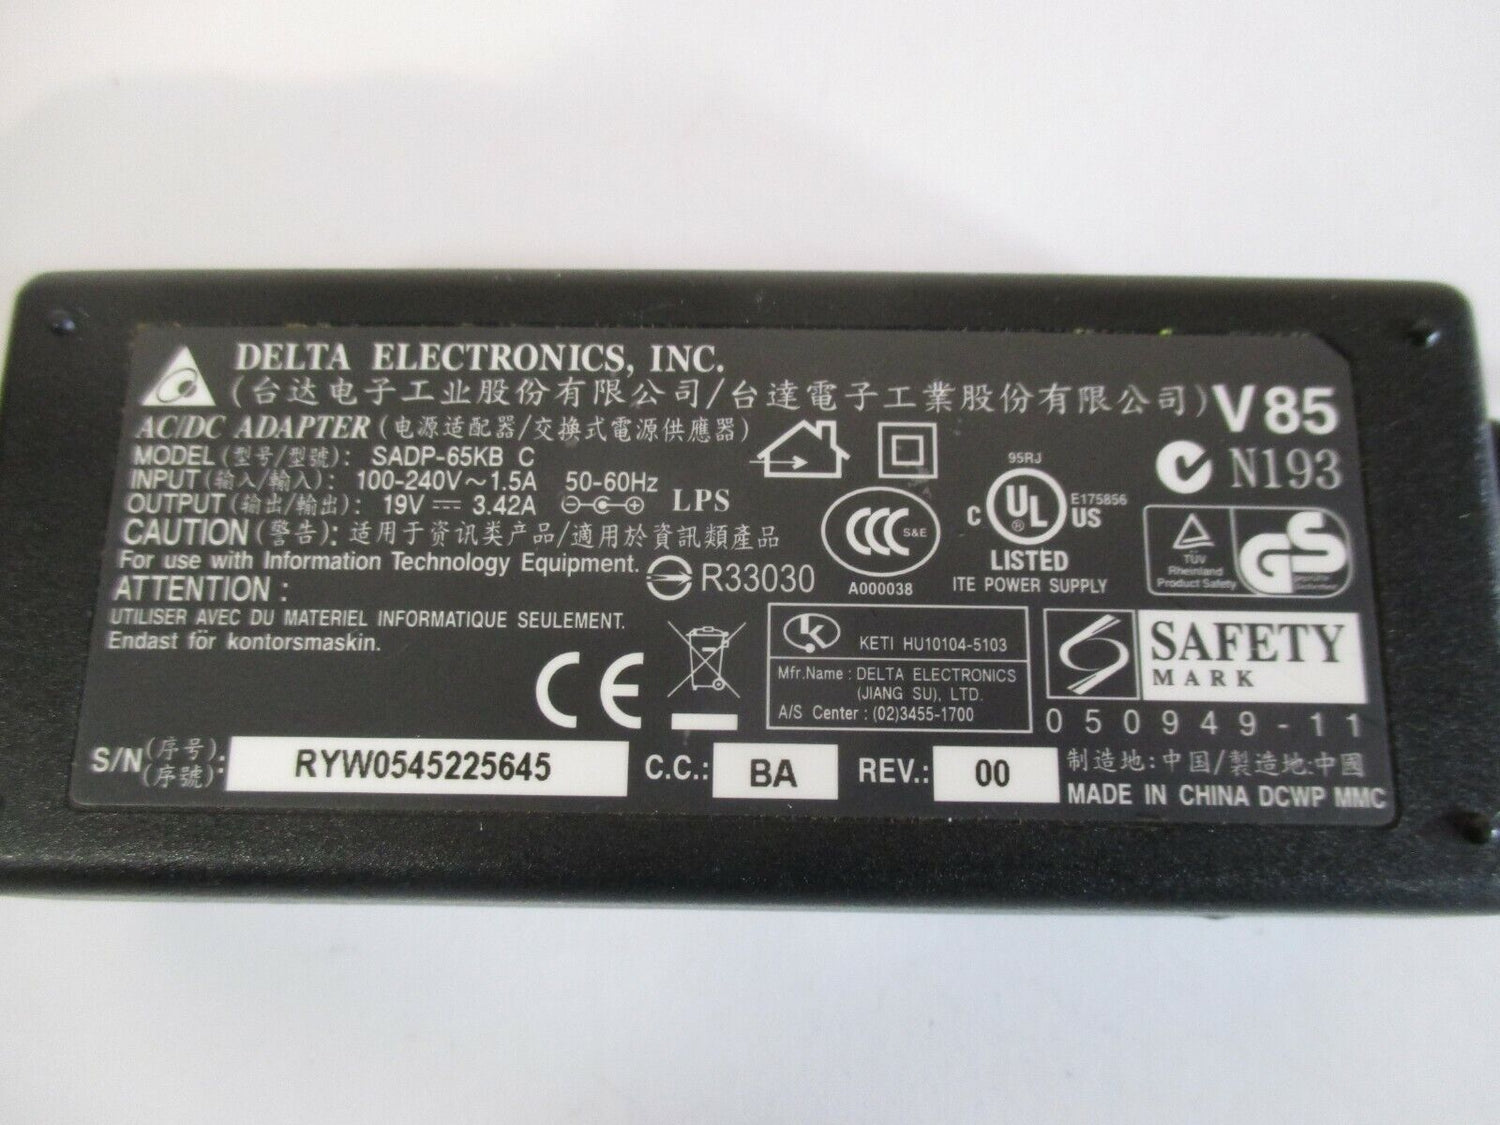 DELTA ELECTRONICS, INC.
(台达电子工业股份有限公司/台達電子工業股份有限公司)
V85
AC/DC ADAPTER (电源适配器/交換式電源供應器)
MODEL (型号/型號): SADP-65KB C
INPUT (输入/輸入): 100-240V~1.5A 50-60Hz
OUTPUT (输出/輸出): 19V ⎓ 3.42A LPS
CAUTION (警告): 适用于资讯类产品/適用於資訊類產品
For use with Information Technology Equipment.
ATTENTION :
UTILISER AVEC DU MATERIEL INFORMATIQUE SEULEMENT.
Endast för kontorsmaskin.
R33030
CCC S&E
A000038
95RJ
C UL ® US
E175856
LISTED
ITE POWER SUPPLY
N193
TÜV
Rheinland
Product Safety
GS
CE
KETI HU10104-5103
Mfr.Name : DELTA ELECTRONICS
(JIANG SU), LTD.
A/S Center : (02)3455-1700
SAFETY
MARK
050949-11
S/N (序号): RYW0545225645 C.C.: BA REV.: 00
(序號):
制造地:中国/製造地:中國
MADE IN CHINA DCWP MMC